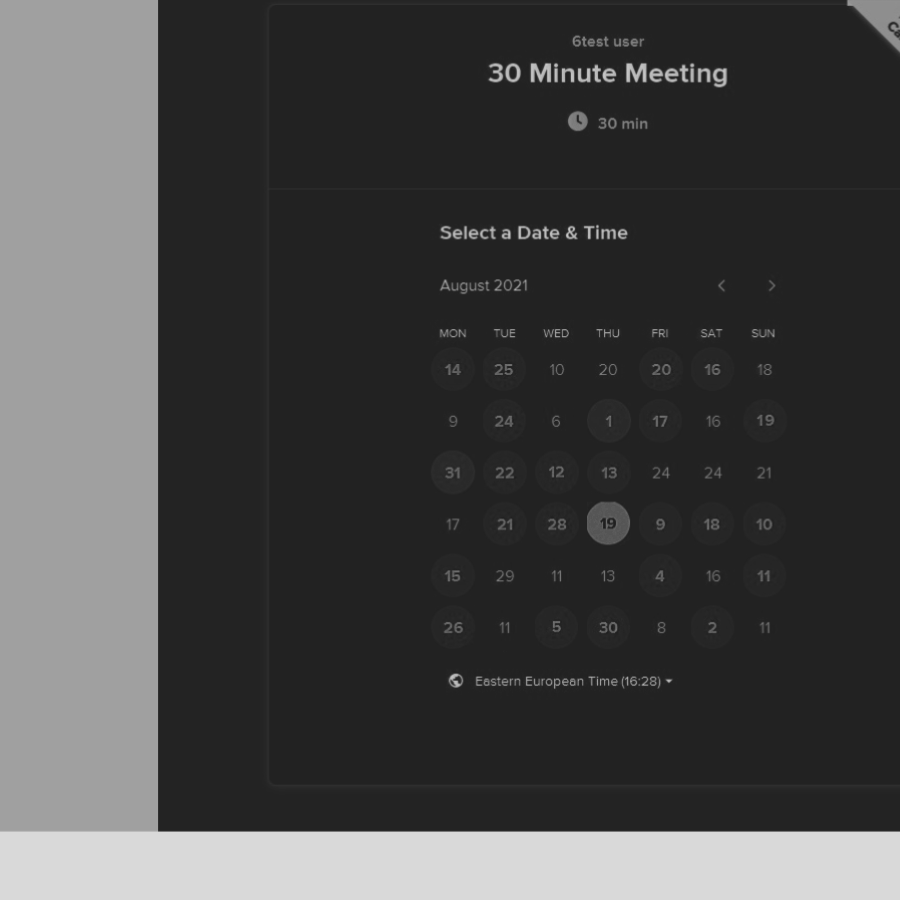 6test user
30 Minute Meeting
30 min
Select a Date & Time
August 2021
MON TUE WED THU FRI SAT SUN
14 25 10 20 20 16 18
9 24 6 1 17 16 19
31 22 12 13 24 24 21
17 21 28 19 9 18 10
15 29 11 13 4 16 11
26 11 5 30 8 2 11
Eastern European Time (16:28)